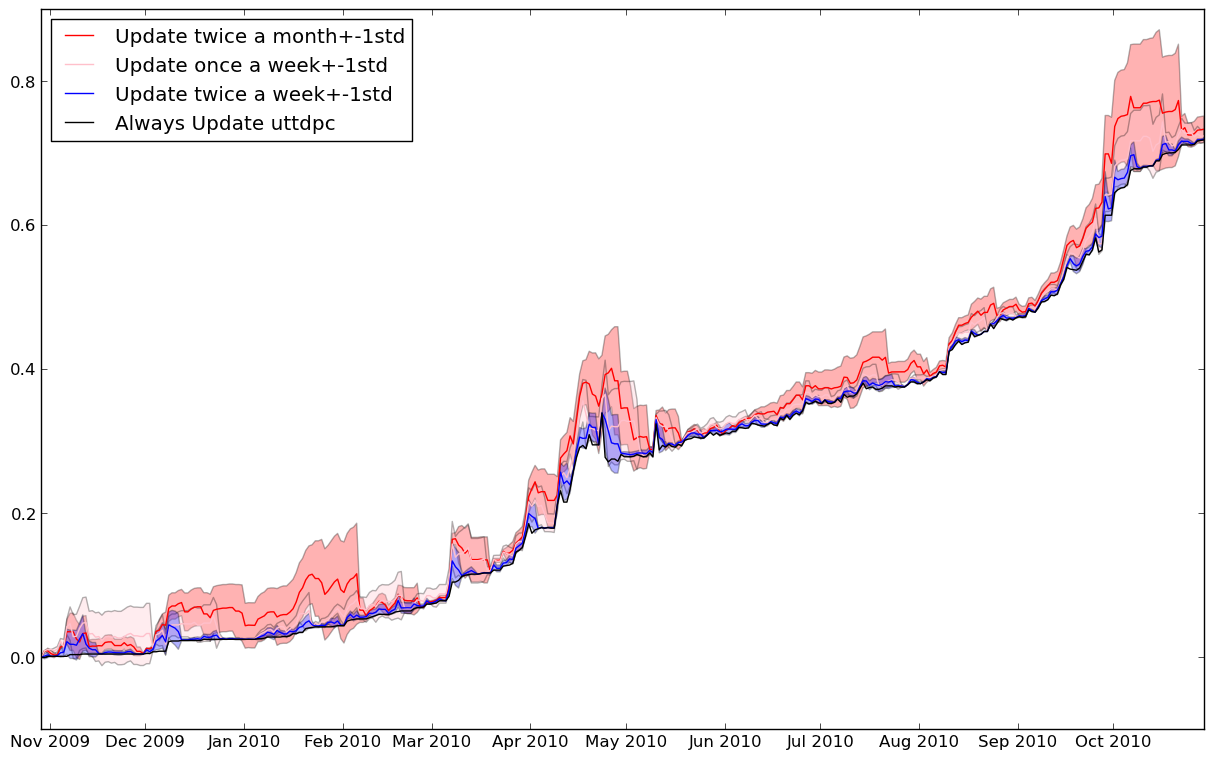 Update twice a month+-1std
Update once a week+-1std
Update twice a week+-1std
Always Update uttdpc
0.8
0.6
0.4
0.2
0.0
Nov 2009 Dec 2009 Jan 2010 Feb 2010 Mar 2010 Apr 2010 May 2010 Jun 2010 Jul 2010 Aug 2010 Sep 2010 Oct 2010